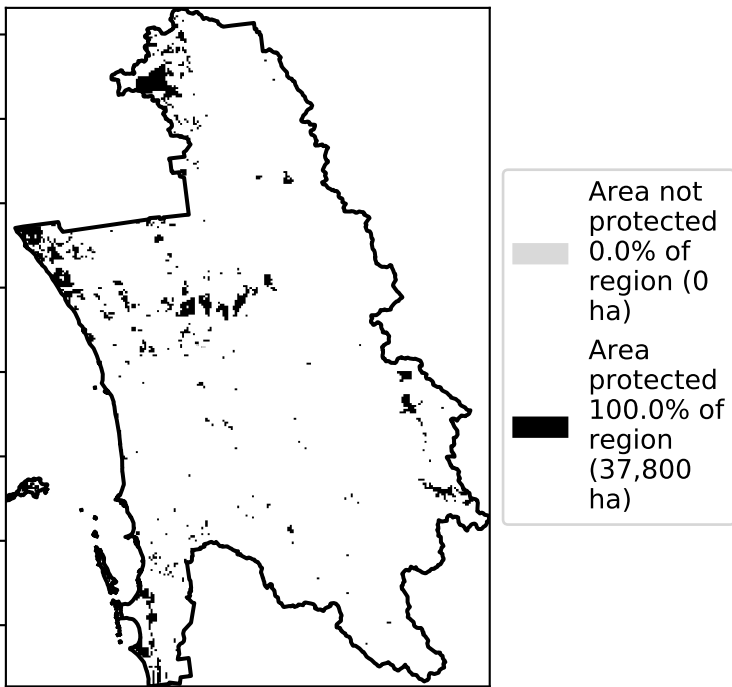 Area not
protected
0.0% of
region (0
ha)
Area
protected
100.0% of
region
(37,800
ha)